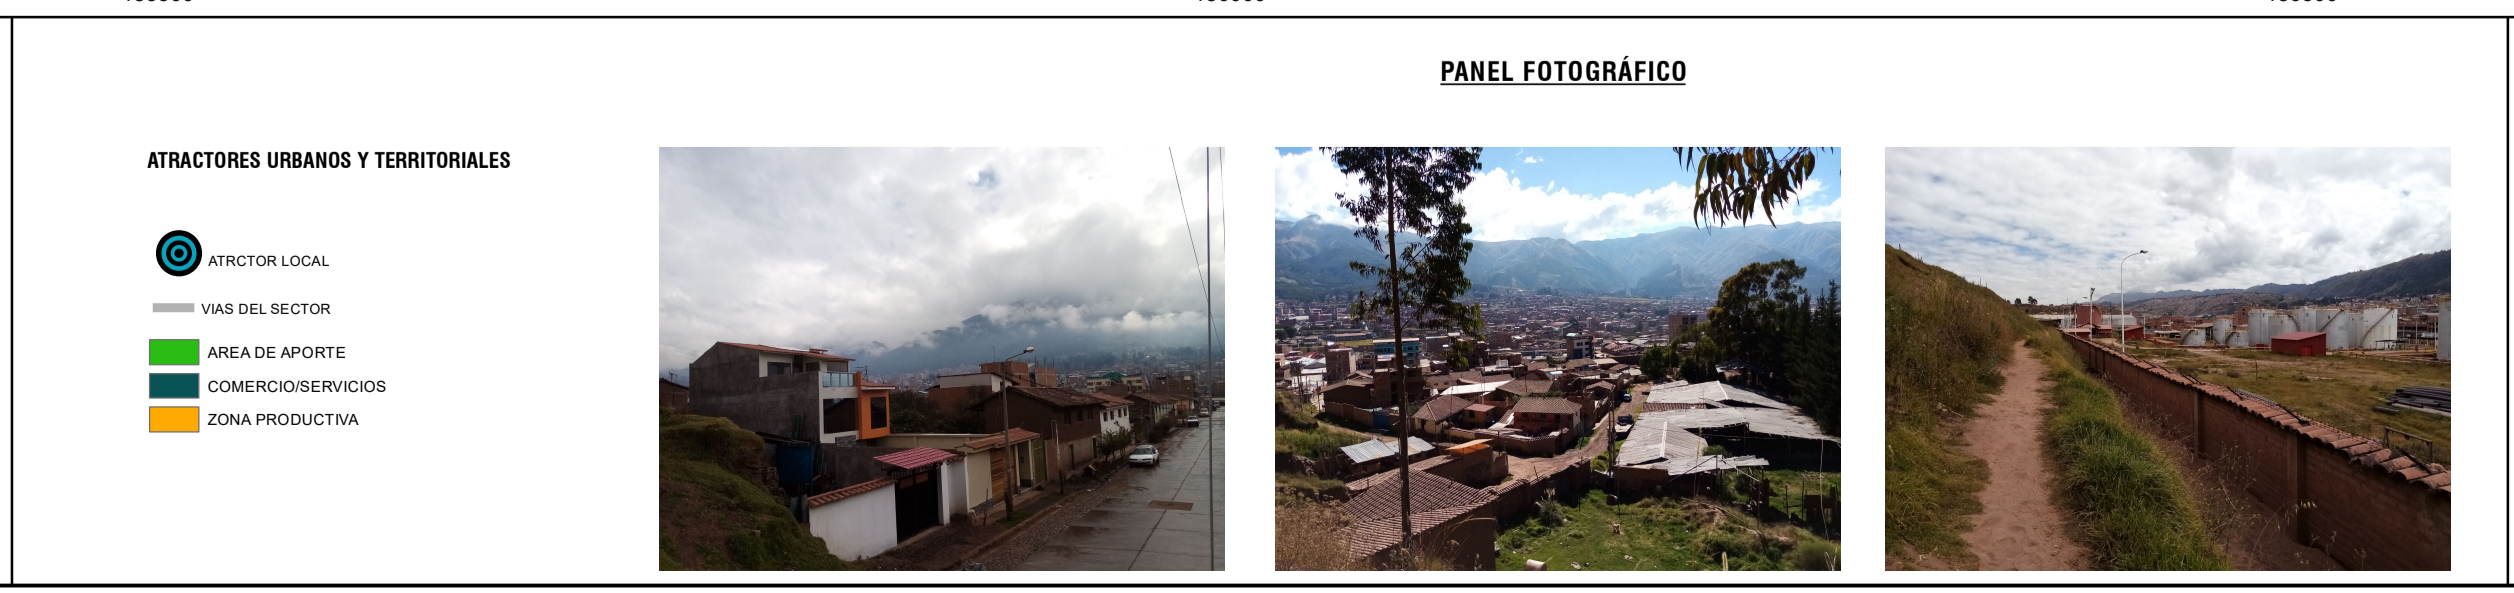 PANEL FOTOGRÁFICO
ATRACTORES URBANOS Y TERRITORIALES
ATRCTOR LOCAL
VIAS DEL SECTOR
AREA DE APORTE
COMERCIO/SERVICIOS
ZONA PRODUCTIVA